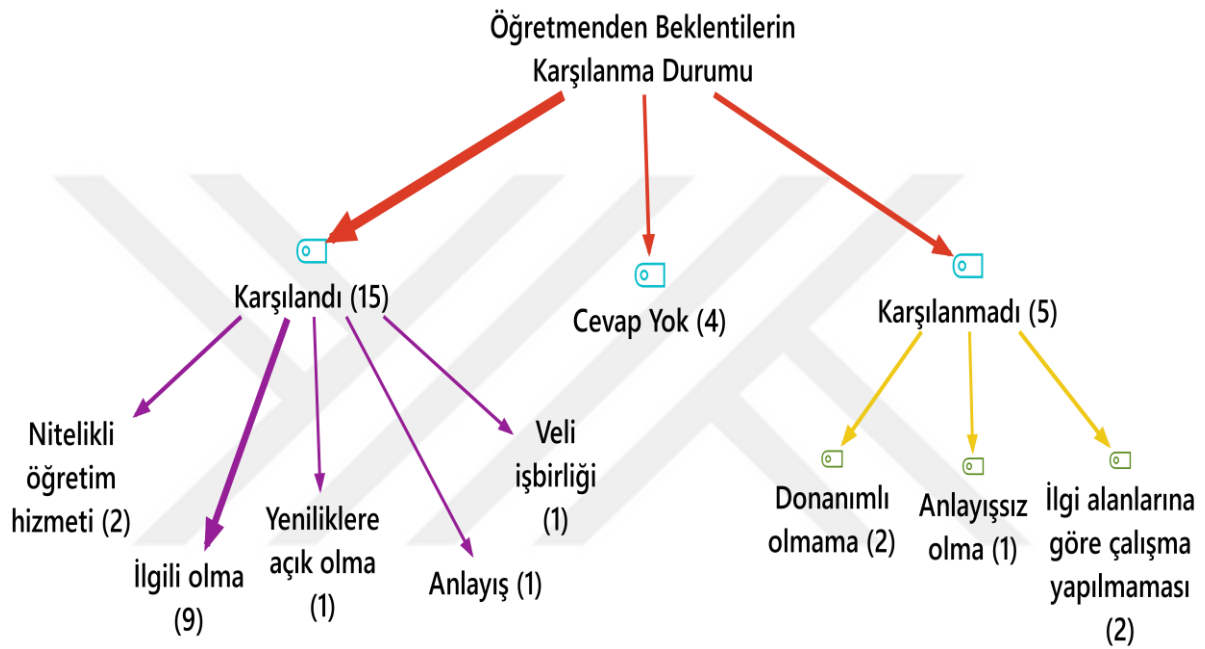 Öğretmenden Beklentilerin
Karşılanma Durumu
Karşılandı (15)
Cevap Yok (4)
Karşılanmadı (5)
Nitelikli
öğretim
hizmeti (2)
İlgili olma
(9)
Yeniliklere
açık olma
(1)
Anlayış (1)
Veli
işbirliği
(1)
Donanımlı
olmama (2)
Anlayışsız
olma (1)
İlgi alanlarına
göre çalışma
yapılmaması
(2)